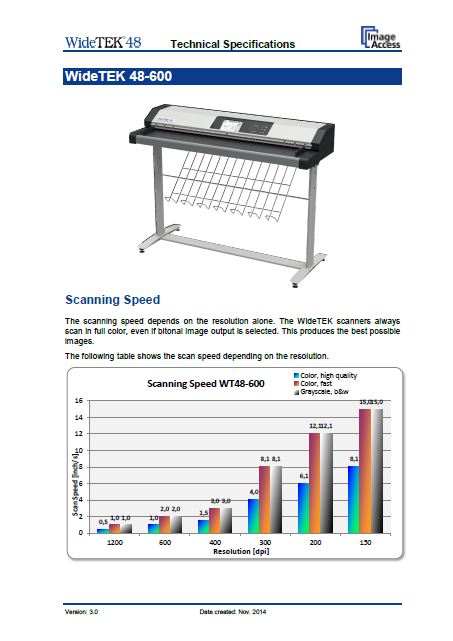 WideTEK® 48 Technical Specifications Image Access
WideTEK 48-600
Scanning Speed
The scanning speed depends on the resolution alone. The WideTEK scanners always
scan in full color, even if bitonal image output is selected. This produces the best possible
images.
The following table shows the scan speed depending on the resolution.
Scanning Speed WT48-600
Color, high quality
Color, fast
Grayscale, b&w
ScanSpeed [inch/s]
16
14
12
10
8
6
4
2
0
0,5 1,0 1,0
1,0 2,0 2,0
1,5 3,0 3,0
4,0 8,1 8,1
6,1 12,1 12,1
8,1 15,0 15,0
1200 600 400 300 200 150
Resolution [dpi]
Version: 3.0 Date created: Nov. 2014